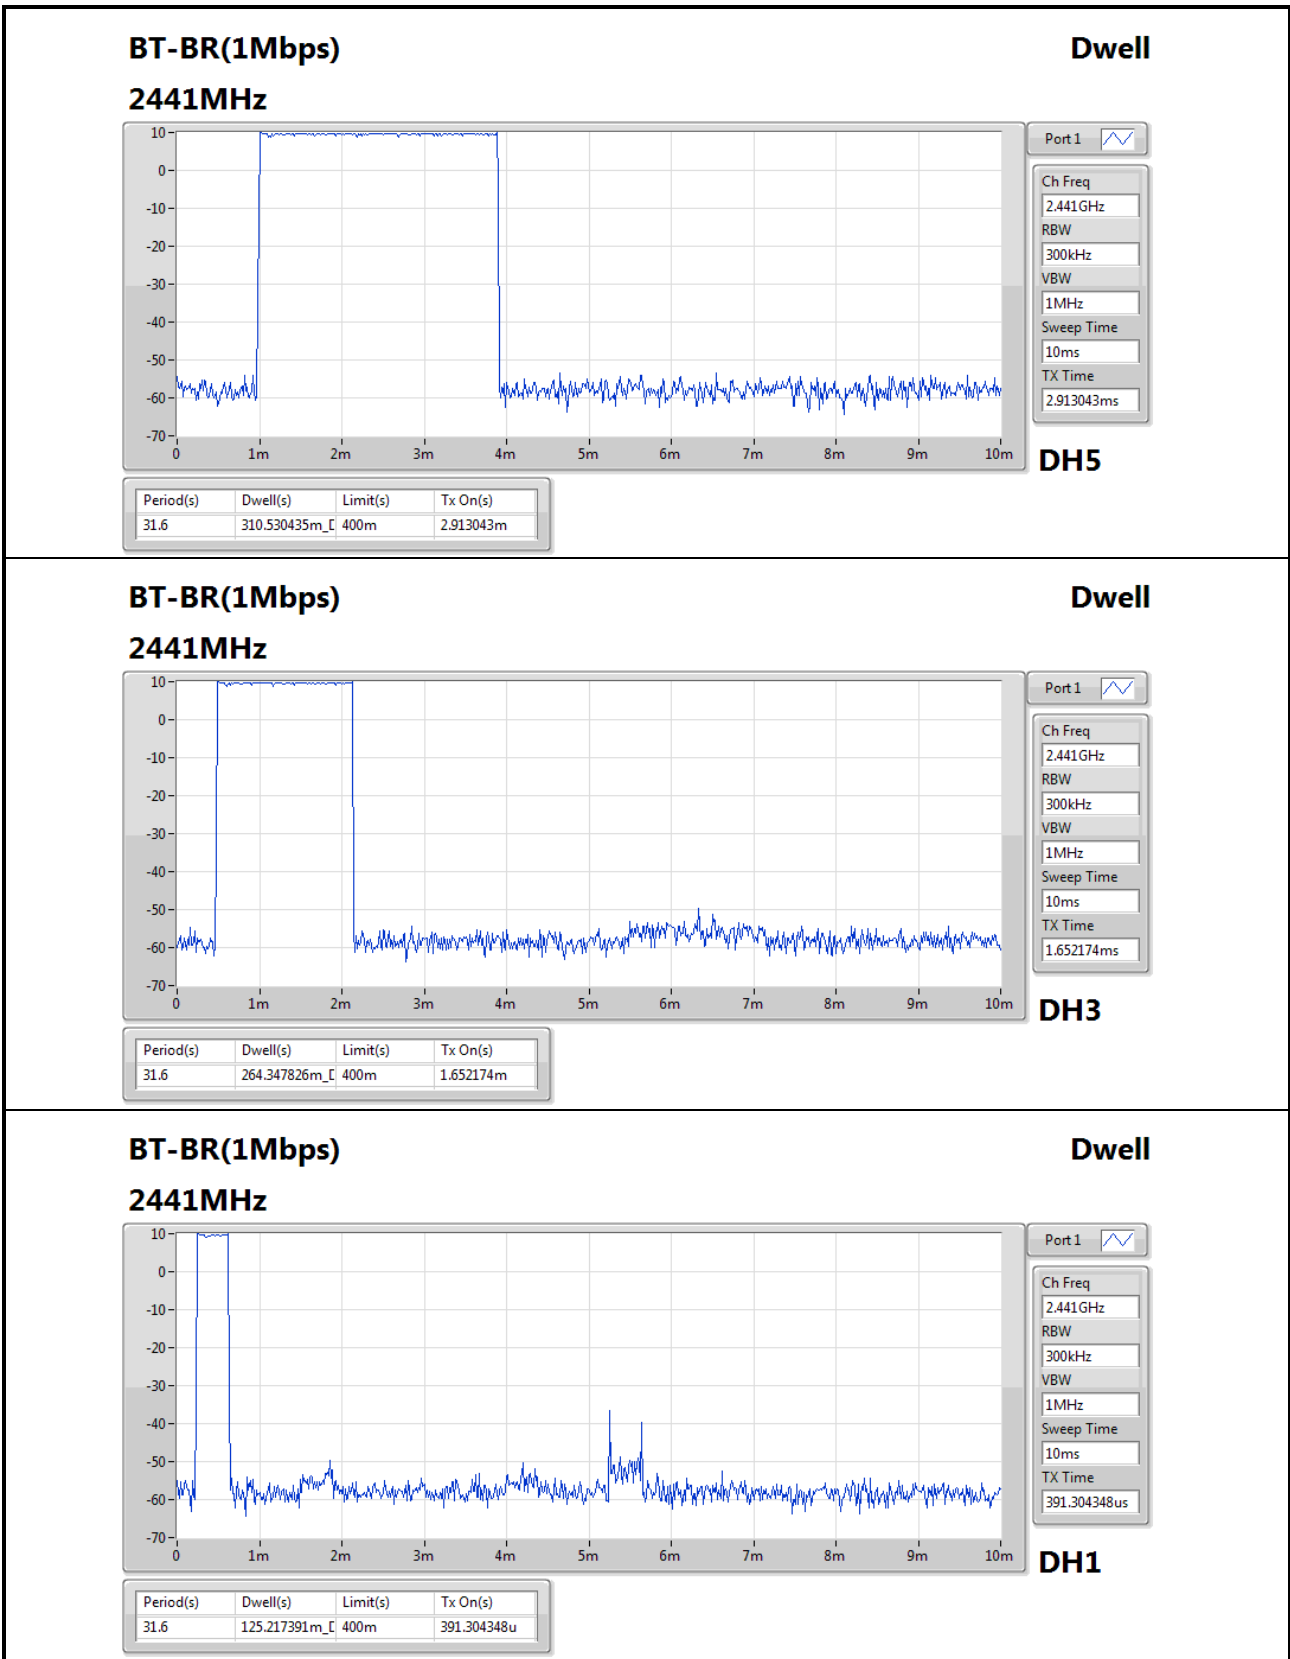 BT-BR(1Mbps) Dwell
2441MHz
10
0
-10
-20
-30
-40
-50
-60
-70
0 1m 2m 3m 4m 5m 6m 7m 8m 9m 10m
Port 1
Ch Freq
2.441GHz
RBW
300kHz
VBW
1MHz
Sweep Time
10ms
TX Time
2.913043ms
DH5
Period(s) Dwell(s) Limit(s) Tx On(s)
31.6 310.530435m_D 400m 2.913043m
BT-BR(1Mbps) Dwell
2441MHz
10
0
-10
-20
-30
-40
-50
-60
-70
0 1m 2m 3m 4m 5m 6m 7m 8m 9m 10m
Port 1
Ch Freq
2.441GHz
RBW
300kHz
VBW
1MHz
Sweep Time
10ms
TX Time
1.652174ms
DH3
Period(s) Dwell(s) Limit(s) Tx On(s)
31.6 264.347826m_D 400m 1.652174m
BT-BR(1Mbps) Dwell
2441MHz
10
0
-10
-20
-30
-40
-50
-60
-70
0 1m 2m 3m 4m 5m 6m 7m 8m 9m 10m
Port 1
Ch Freq
2.441GHz
RBW
300kHz
VBW
1MHz
Sweep Time
10ms
TX Time
391.304348us
DH1
Period(s) Dwell(s) Limit(s) Tx On(s)
31.6 125.217391m_D 400m 391.304348u